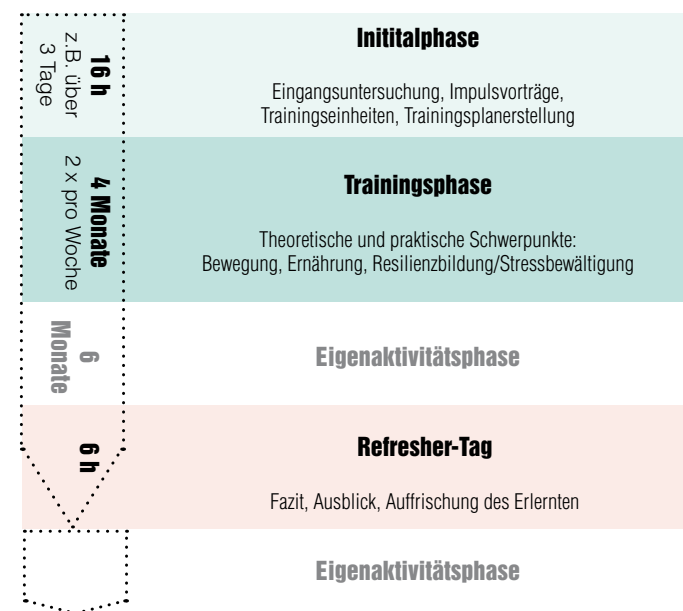 16 h
z.B. über
3 Tage
Inititalphase
Eingangsuntersuchung, Impulsvorträge,
Trainingseinheiten, Trainingsplanerstellung
4 Monate
2 x pro Woche
Trainingsphase
Theoretische und praktische Schwerpunkte:
Bewegung, Ernährung, Resilienzbildung/Stressbewältigung
6
Monate
Eigenaktivitätsphase
6 h
Refresher-Tag
Fazit, Ausblick, Auffrischung des Erlernten
Eigenaktivitätsphase